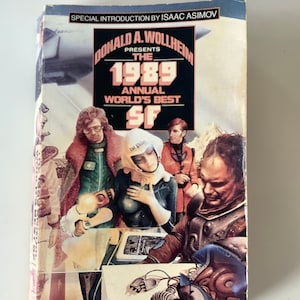 SPECIAL INTRODUCTION BY ISAAC ASIMOV
DONALD A. WOLLHEIM
PRESENTS
THE
1989
ANNUAL
WORLD'S BEST
SF